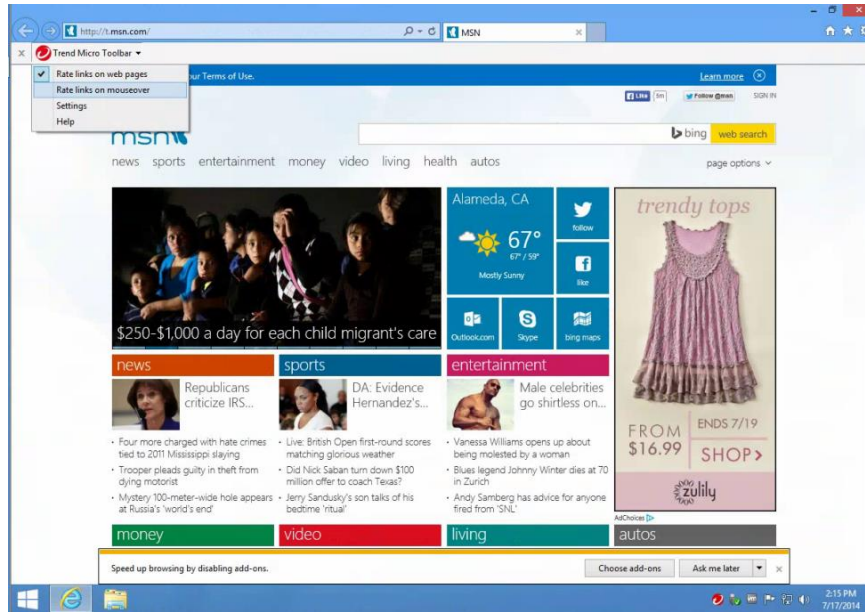 http://t.msn.com/
MSN
Trend Micro Toolbar
Rate links on web pages
Rate links on mouseover
Settings
Help
ur Terms of Use.
Learn more
Like
6m
Follow @msn
SIGN IN
msn
bing
web search
news sports entertainment money video living health autos
page options
$250-$1,000 a day for each child migrant's care
Alameda, CA
67°
67° / 59°
Mostly Sunny
follow
like
Outlook.com
Skype
bing maps
trendy tops
FROM
$16.99
ENDS 7/19
SHOP>
zulily
AdChoices
news
Republicans
criticize IRS...
• Four more charged with hate crimes
tied to 2011 Mississippi slaying
• Trooper pleads guilty in theft from
dying motorist
• Mystery 100-meter-wide hole appears
at Russia's 'world's end'
sports
DA: Evidence
Hernandez's...
• Live: British Open first-round scores
matching glorious weather
• Did Nick Saban turn down $100
million offer to coach Texas?
• Jerry Sandusky's son talks of his
bedtime 'ritual'
entertainment
Male celebrities
go shirtless on...
• Vanessa Williams opens up about
being molested by a woman
• Blues legend Johnny Winter dies at 70
in Zurich
• Andy Samberg has advice for anyone
fired from 'SNL'
money
video
living
autos
Speed up browsing by disabling add-ons.
Choose add-ons
Ask me later
2:15 PM
7/17/2014